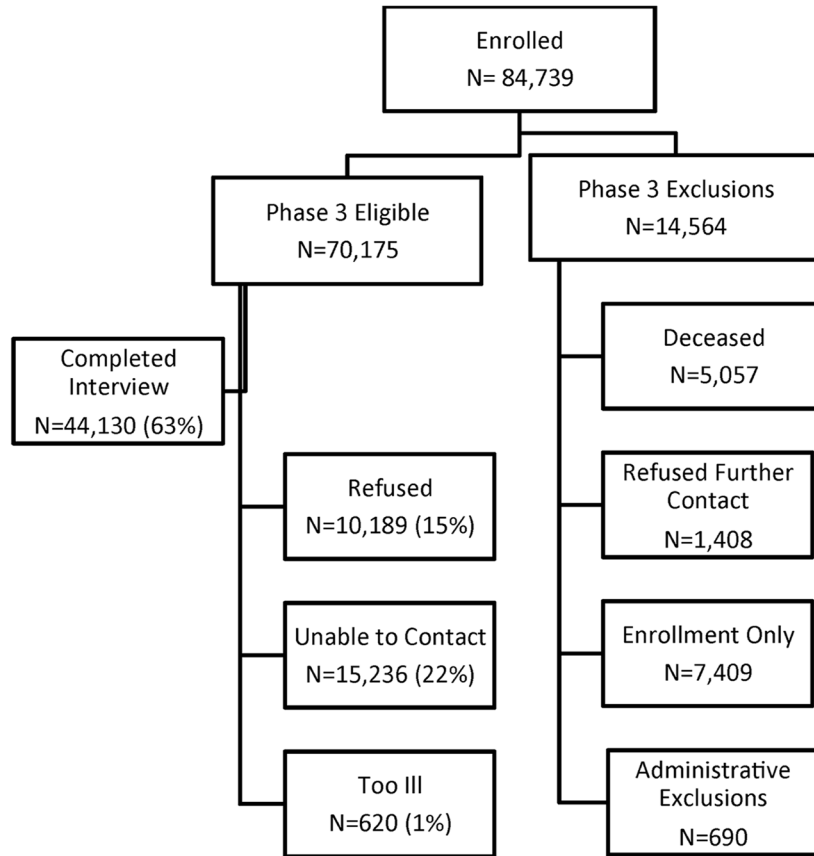 Enrolled
N= 84,739
Phase 3 Eligible
N=70,175
Phase 3 Exclusions
N=14,564
Completed
Interview
N=44,130 (63%)
Refused
N=10,189 (15%)
Unable to Contact
N=15,236 (22%)
Too Ill
N=620 (1%)
Deceased
N=5,057
Refused Further
Contact
N=1,408
Enrollment Only
N=7,409
Administrative
Exclusions
N=690